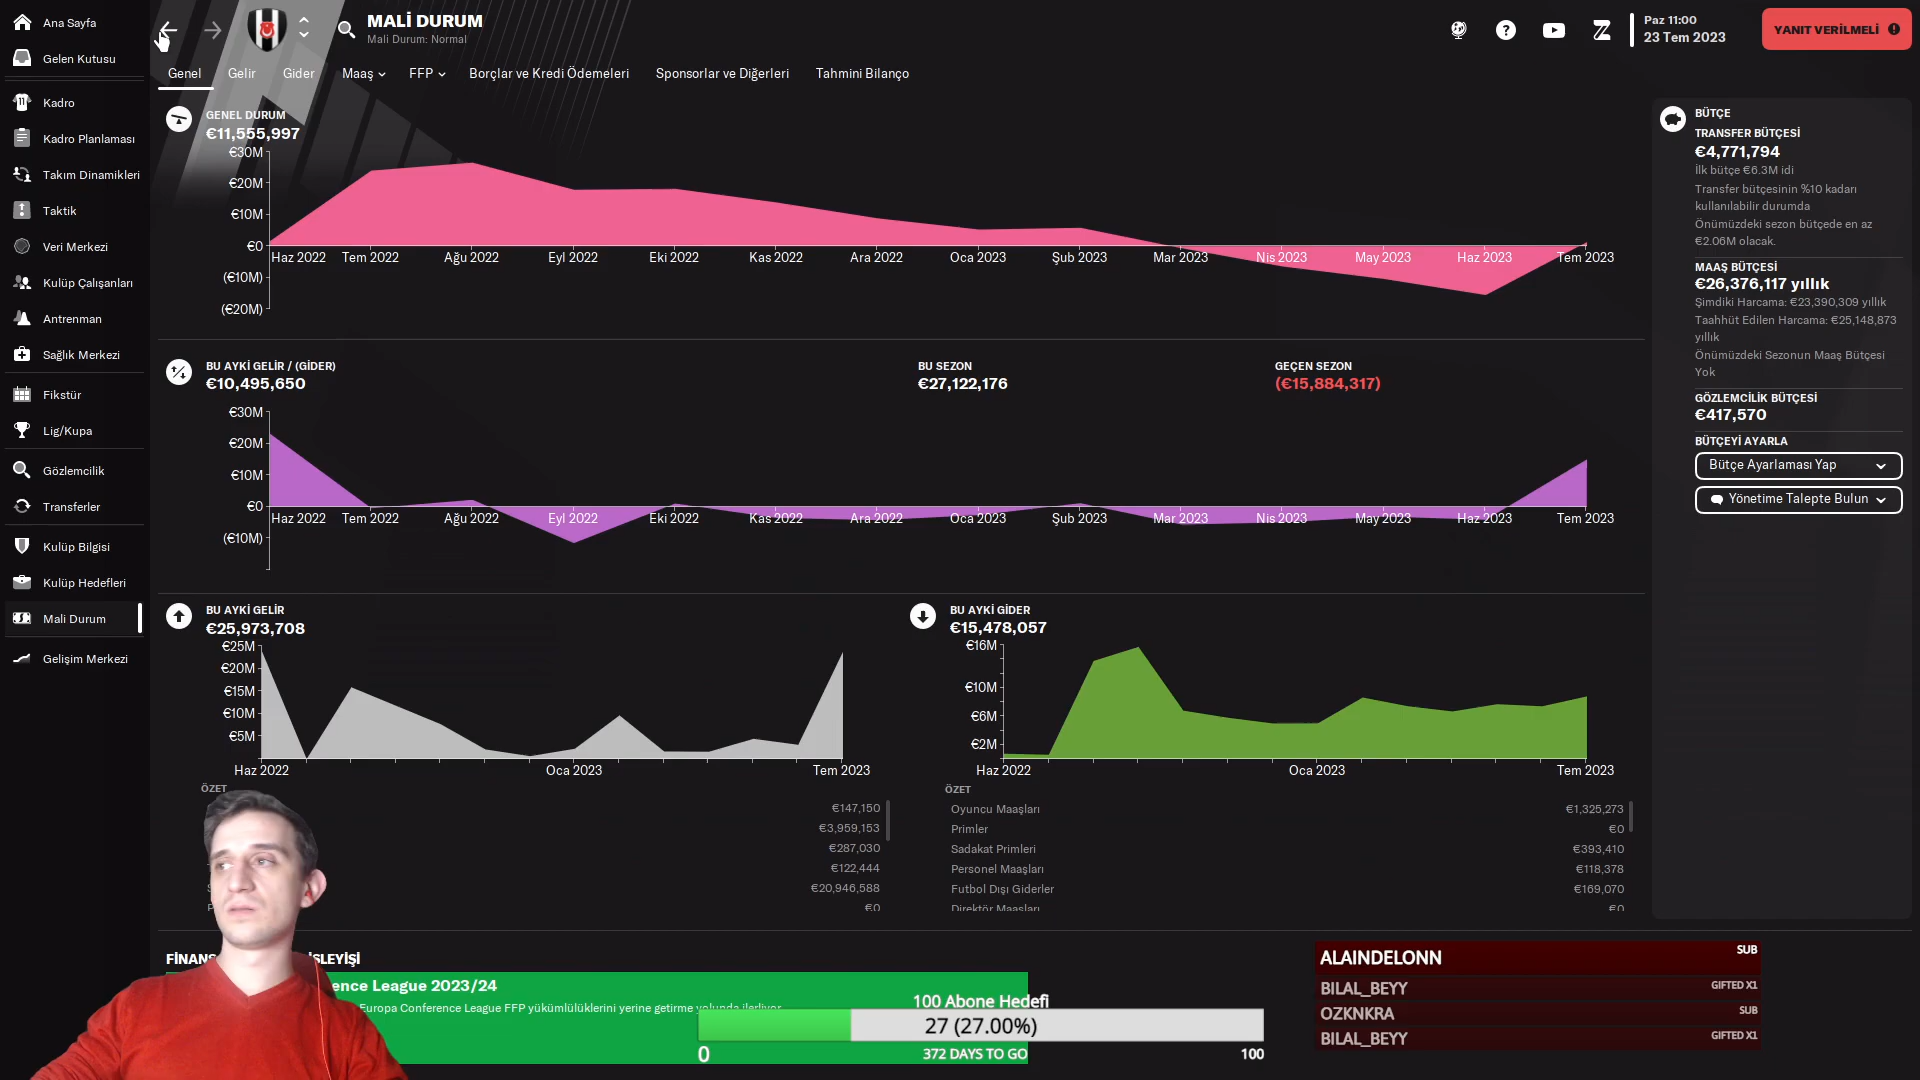 Ana Sayfa
Gelen Kutusu
Kadro
Kadro Planlaması
Takım Dinamikleri
Taktik
Veri Merkezi
Kulüp Çalışanları
Antrenman
Sağlık Merkezi
Fikstür
Lig/Kupa
Gözlemcilik
Transferler
Kulüp Bilgisi
Kulüp Hedefleri
Mali Durum
Gelişim Merkezi
MALİ DURUM
Mali Durum: Normal
Paz 11:00
23 Tem 2023
YANIT VERİLMELİ
Genel Gelir Gider Maaş FFP Borçlar ve Kredi Ödemeleri Sponsorlar ve Diğerleri Tahmini Bilanço
GENEL DURUM
€11,555,997
€30M
€20M
€10M
€0
(€10M)
(€20M)
Haz 2022 Tem 2022 Ağu 2022 Eyl 2022 Eki 2022 Kas 2022 Ara 2022 Oca 2023 Şub 2023 Mar 2023 Nis 2023 May 2023 Haz 2023 Tem 2023
BU AYKİ GELİR / (GİDER)
€10,495,650
BU SEZON
€27,122,176
GEÇEN SEZON
(€15,884,317)
€30M
€20M
€10M
€0
(€10M)
Haz 2022 Tem 2022 Ağu 2022 Eyl 2022 Eki 2022 Kas 2022 Ara 2022 Oca 2023 Şub 2023 Mar 2023 Nis 2023 May 2023 Haz 2023 Tem 2023
BU AYKİ GELİR
€25,973,708
€25M
€20M
€15M
€10M
€5M
Haz 2022 Oca 2023 Tem 2023
ÖZET
€147,150
€3,959,153
€287,030
€122,444
€20,946,588
€0
BU AYKİ GİDER
€15,478,057
€16M
€10M
€6M
€2M
Haz 2022 Oca 2023 Tem 2023
ÖZET
Oyuncu Maaşları €1,325,273
Primler €0
Sadakat Primleri €393,410
Personel Maaşları €118,378
Futbol Dışı Giderler €169,070
Direktör Maaşları €0
BÜTÇE
TRANSFER BÜTÇESİ
€4,771,794
İlk bütçe €6.3M idi
Transfer bütçesinin %10 kadarı
kullanılabilir durumda
Önümüzdeki sezon bütçede en az
€2.06M olacak.
MAAŞ BÜTÇESİ
€26,376,117 yıllık
Şimdiki Harcama: €23,390,309 yıllık
Taahhüt Edilen Harcama: €25,148,873
yıllık
Önümüzdeki Sezonun Maaş Bütçesi
Yok
GÖZLEMCİLİK BÜTÇESİ
€417,570
BÜTÇEYİ AYARLA
Bütçe Ayarlaması Yap
Yönetime Talepte Bulun
FİNANS İŞLEYİŞİ
ence League 2023/24
Europa Conference League FFP yükümlülüklerini yerine getirme yolunda ilerliyor.
100 Abone Hedefi
27 (27.00%)
0 372 DAYS TO GO 100
ALAINDELONN SUB
BILAL_BEYY GIFTED X1
OZKNKRA SUB
BILAL_BEYY GIFTED X1